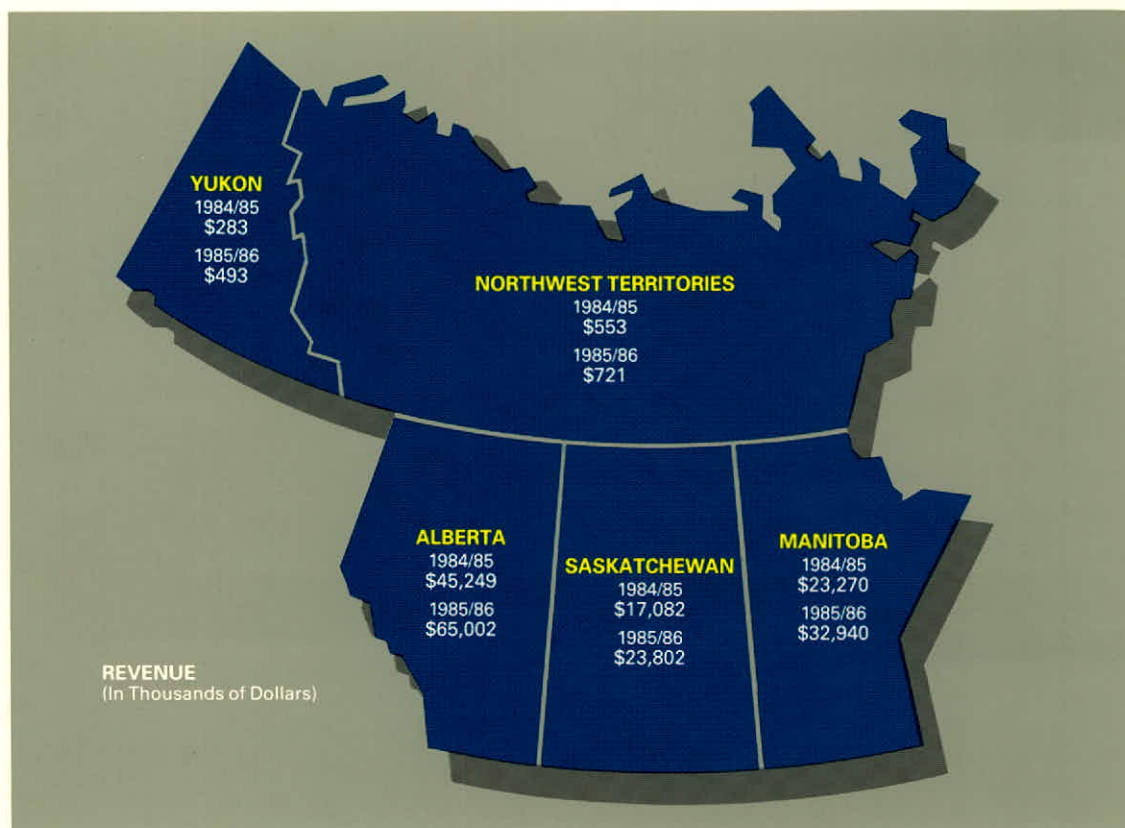 YUKON
1984/85
$283
1985/86
$493
NORTHWEST TERRITORIES
1984/85
$553
1985/86
$721
ALBERTA
1984/85
$45,249
1985/86
$65,002
SASKATCHEWAN
1984/85
$17,082
1985/86
$23,802
MANITOBA
1984/85
$23,270
1985/86
$32,940
REVENUE
(In Thousands of Dollars)